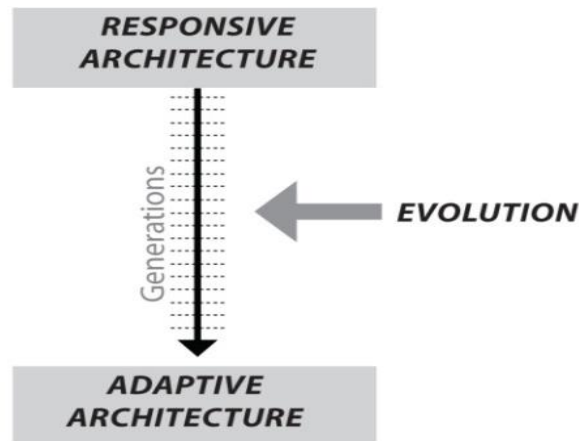 RESPONSIVE
ARCHITECTURE
Generations
EVOLUTION
ADAPTIVE
ARCHITECTURE